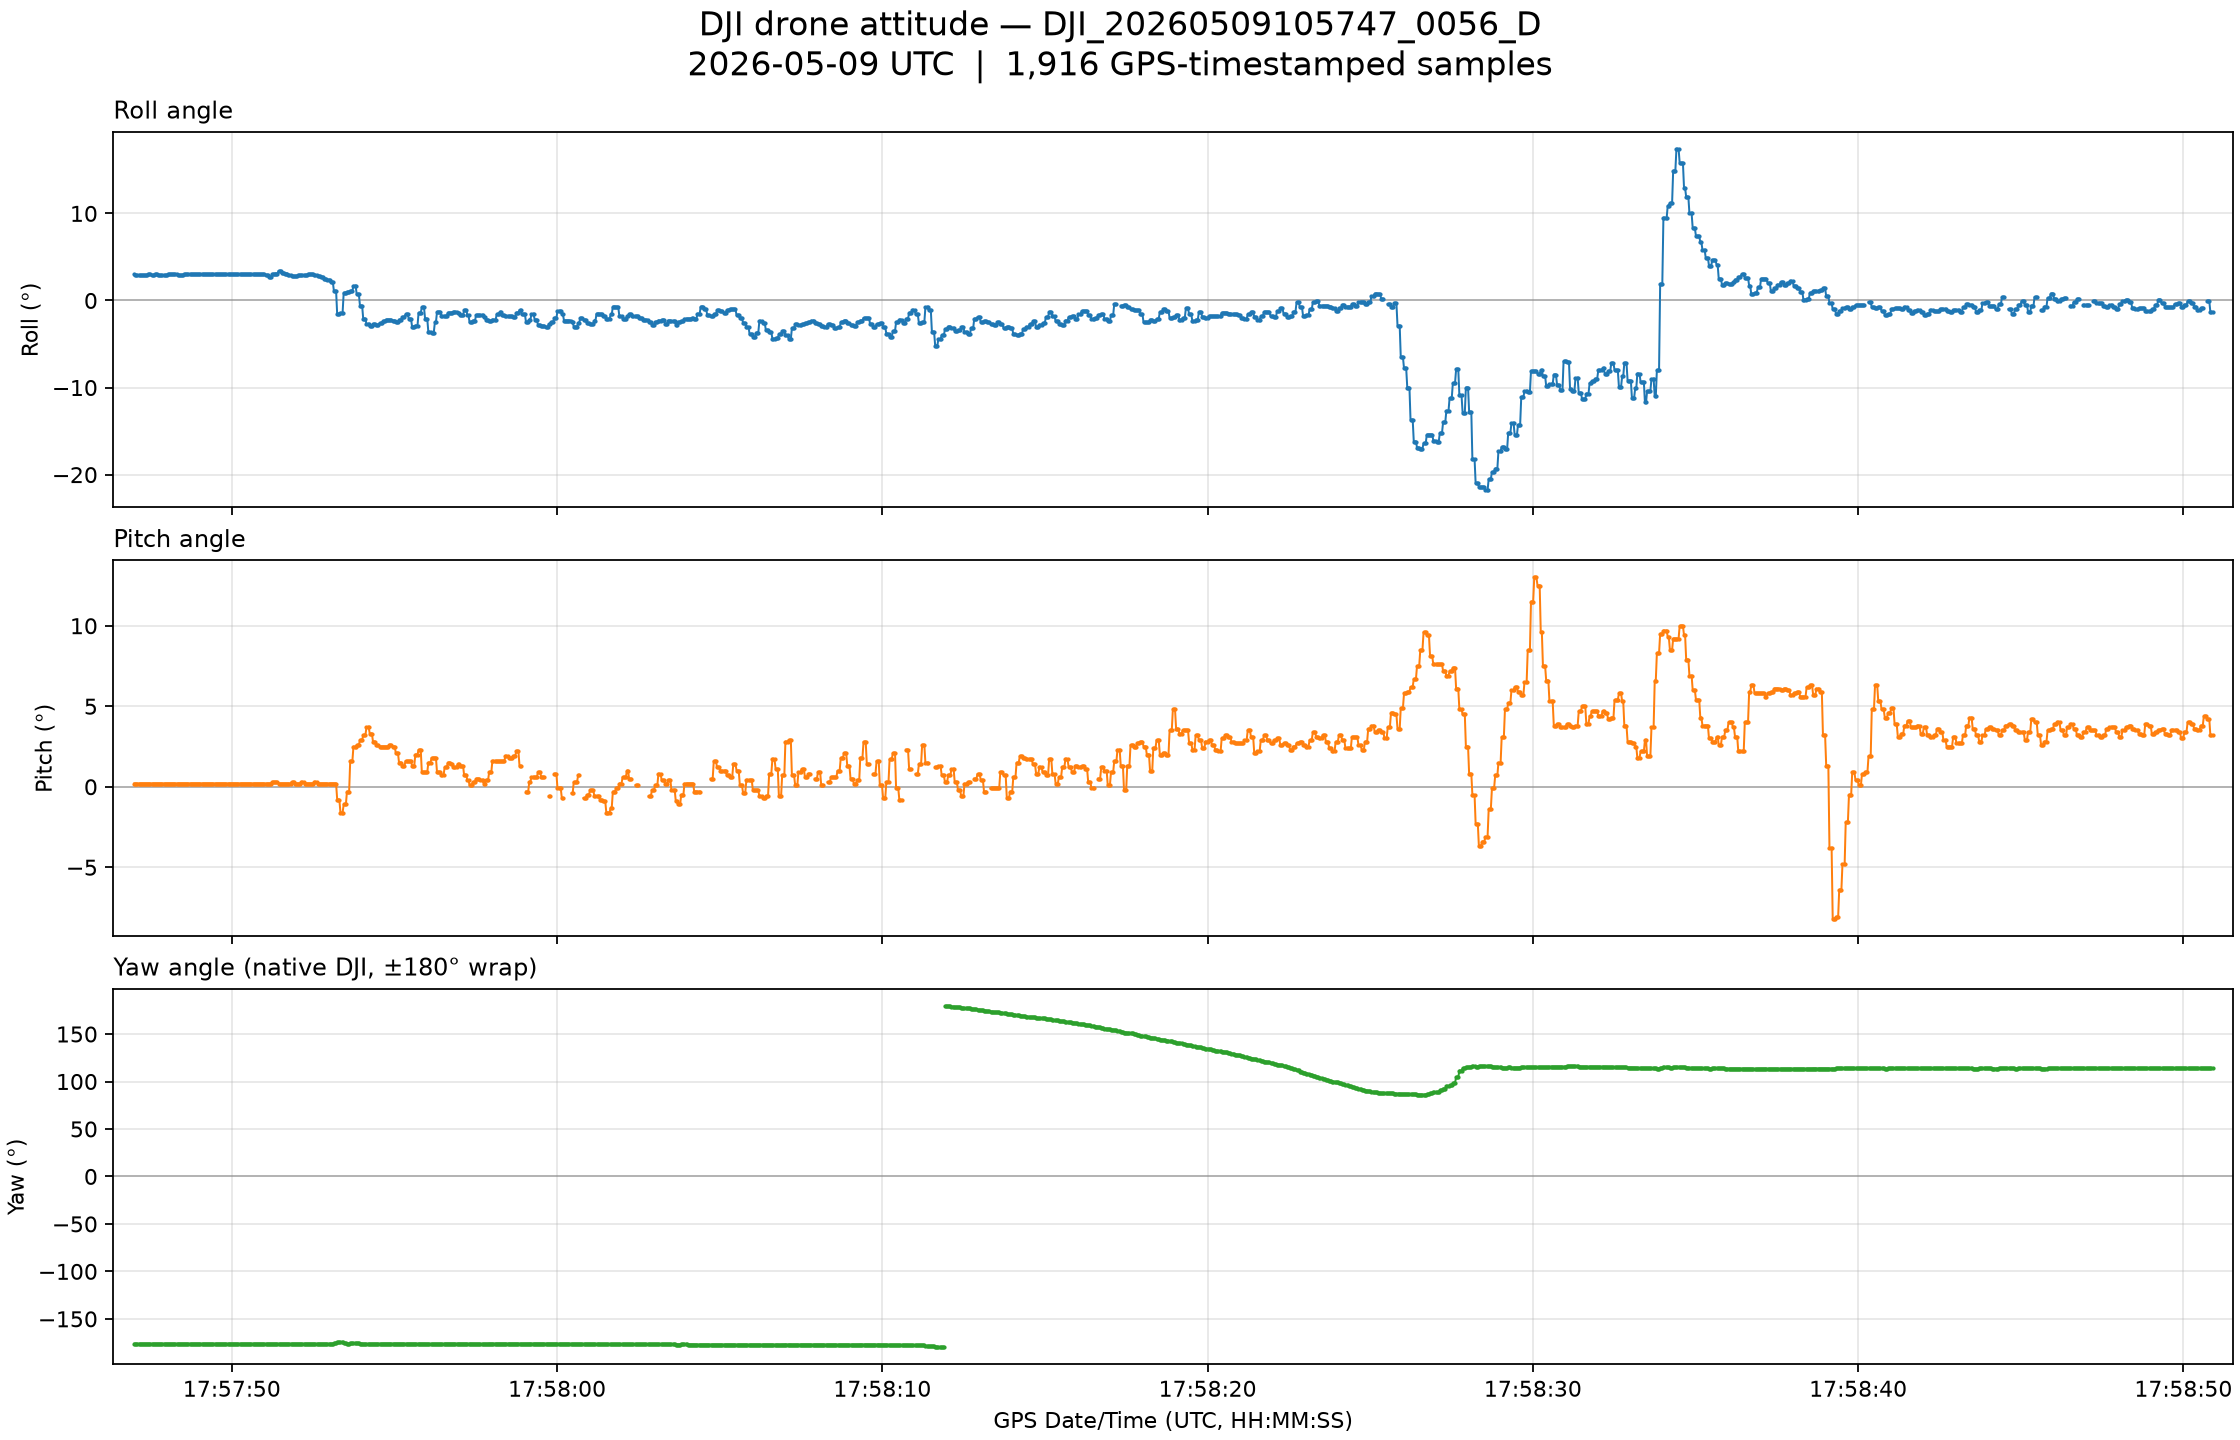 DJI drone attitude — DJI_20260509105747_0056_D
2026-05-09 UTC | 1,916 GPS-timestamped samples
Roll angle
Roll (°)
10
0
−10
−20
Pitch angle
Pitch (°)
10
5
0
−5
Yaw angle (native DJI, ±180° wrap)
Yaw (°)
150
100
50
0
−50
−100
−150
17:57:50 17:58:00 17:58:10 17:58:20 17:58:30 17:58:40 17:58:50
GPS Date/Time (UTC, HH:MM:SS)